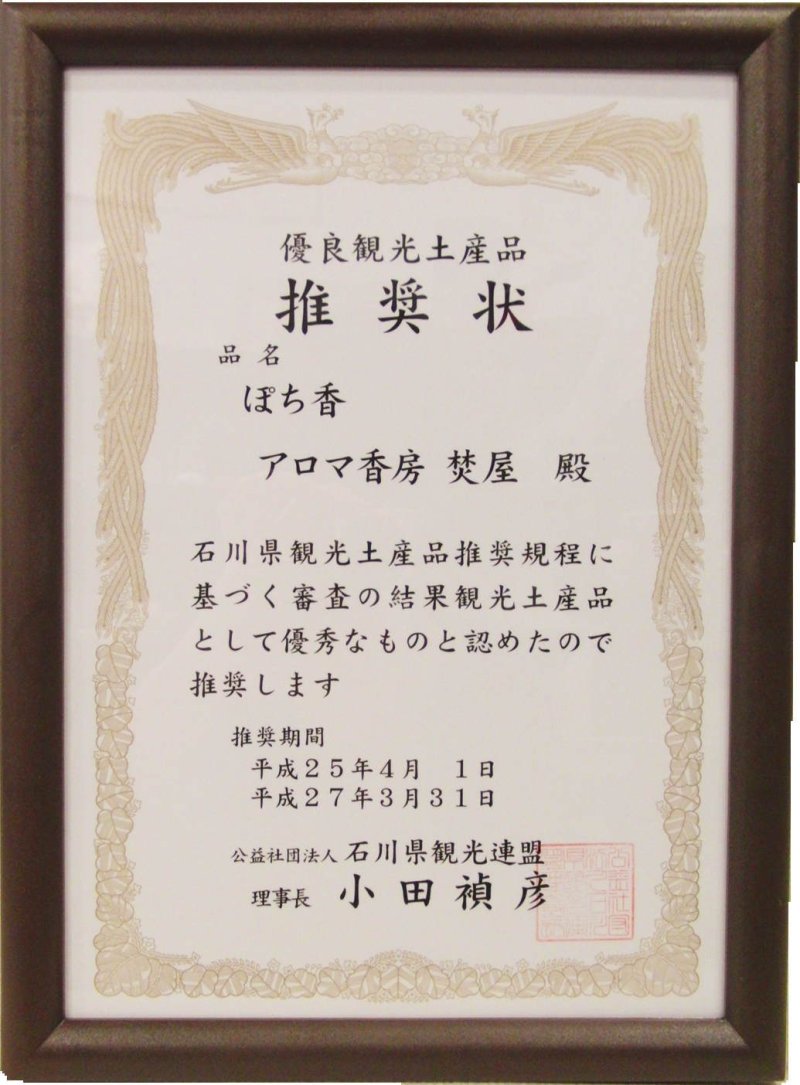 優良観光土産品
推奨状
品名
ぽち香
アロマ香房 焚屋　殿
石川県観光土産品推奨規程に
基づく審査の結果観光土産品
として優秀なものと認めたので
推奨します
推奨期間
平成２５年４月　１日
平成２７年３月３１日
公益社団法人 石川県観光連盟
理事長　小田禎彦